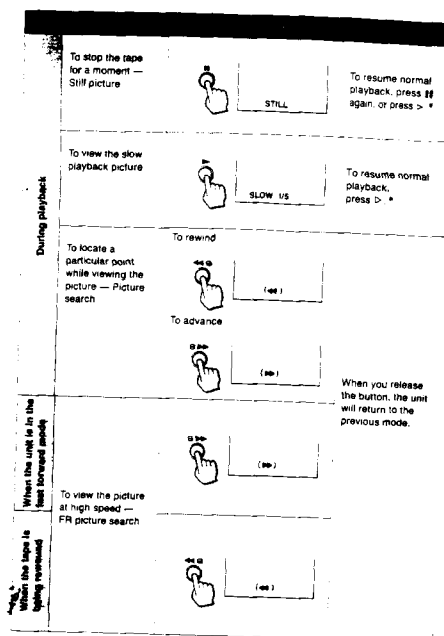 During playback
To stop the tape
for a moment —
Still picture
STILL
To resume normal
playback, press ▮▮
again, or press > *
To view the slow
playback picture
SLOW 1/5
To resume normal
playback,
press ▷. *
To locate a
particular point
while viewing the
picture — Picture
search
To rewind
(◀◀)
To advance
(▶▶)
When you release
the button, the unit
will return to the
previous mode.
When the unit is in the
fast forward mode
(▶▶)
To view the picture
at high speed —
FR picture search
When the tape is
being rewound
(◀◀)